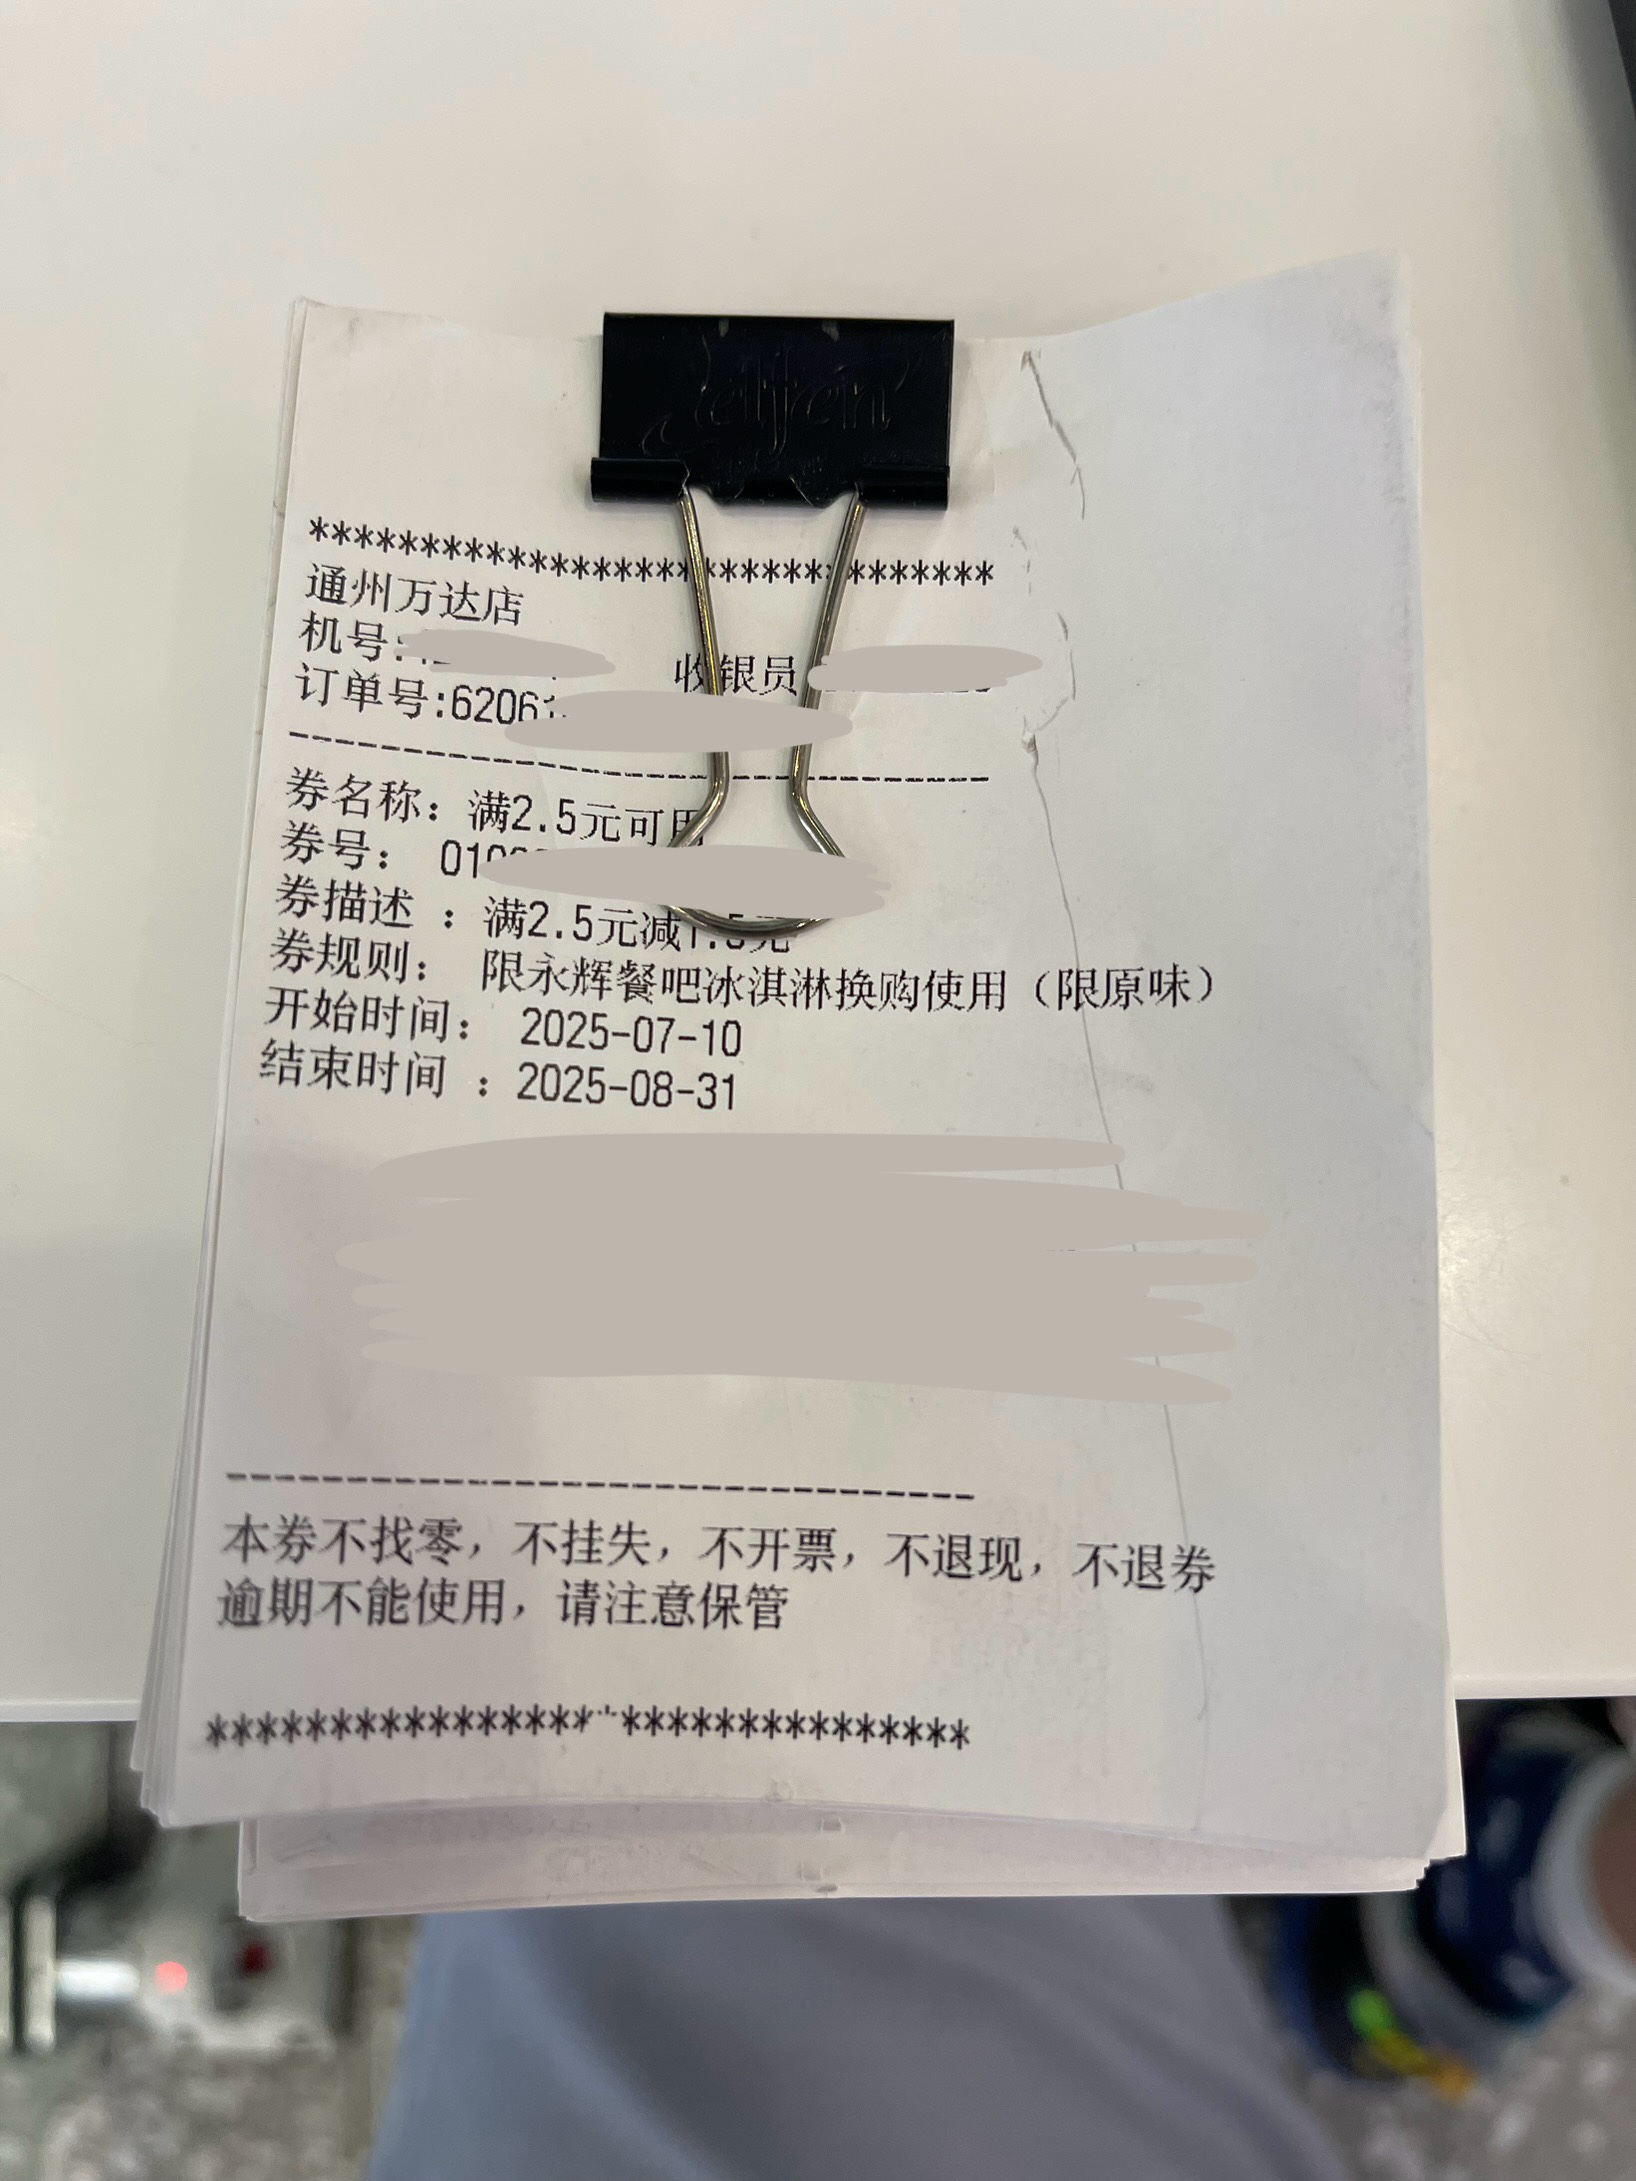 ******************************
通州万达店
机号: 收银员
订单号:6206
--------------------------------
券名称：满2.5元可用
券号： 01
券描述 ：满2.5元减1.5元
券规则： 限永辉餐吧冰淇淋换购使用（限原味）
开始时间： 2025-07-10
结束时间 ：2025-08-31
--------------------------------
本券不找零，不挂失，不开票，不退现，不退券
逾期不能使用，请注意保管
******************************